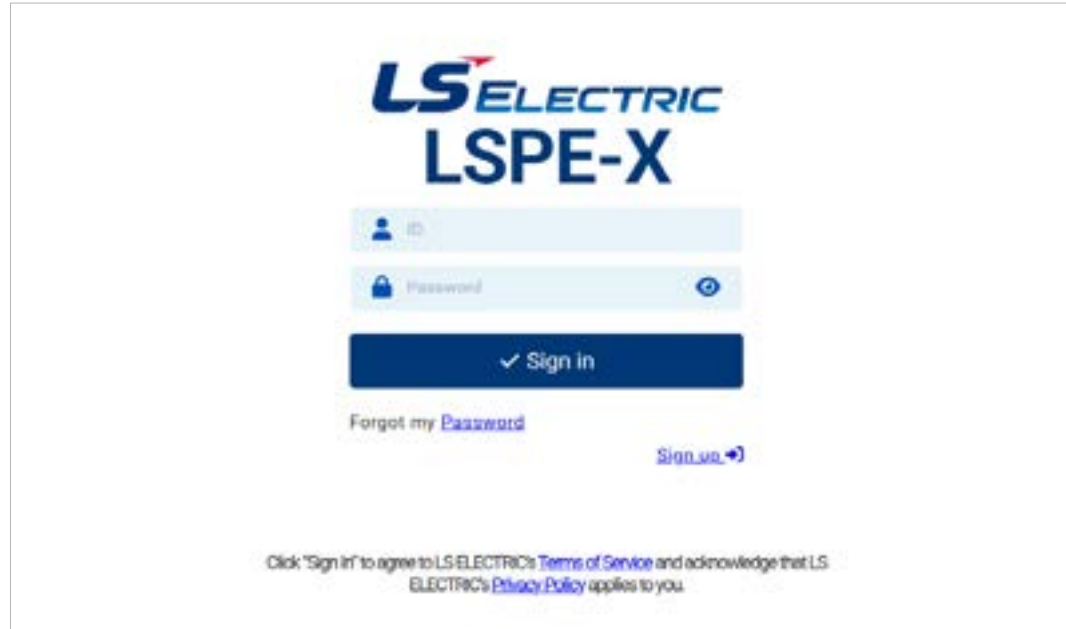 LS ELECTRIC
LSPE-X
ID
Password
Sign in
Forgot my Password
Sign up
Click "Sign In" to agree to LS ELECTRIC's Terms of Service and acknowledge that LS
ELECTRIC's Privacy Policy applies to you.